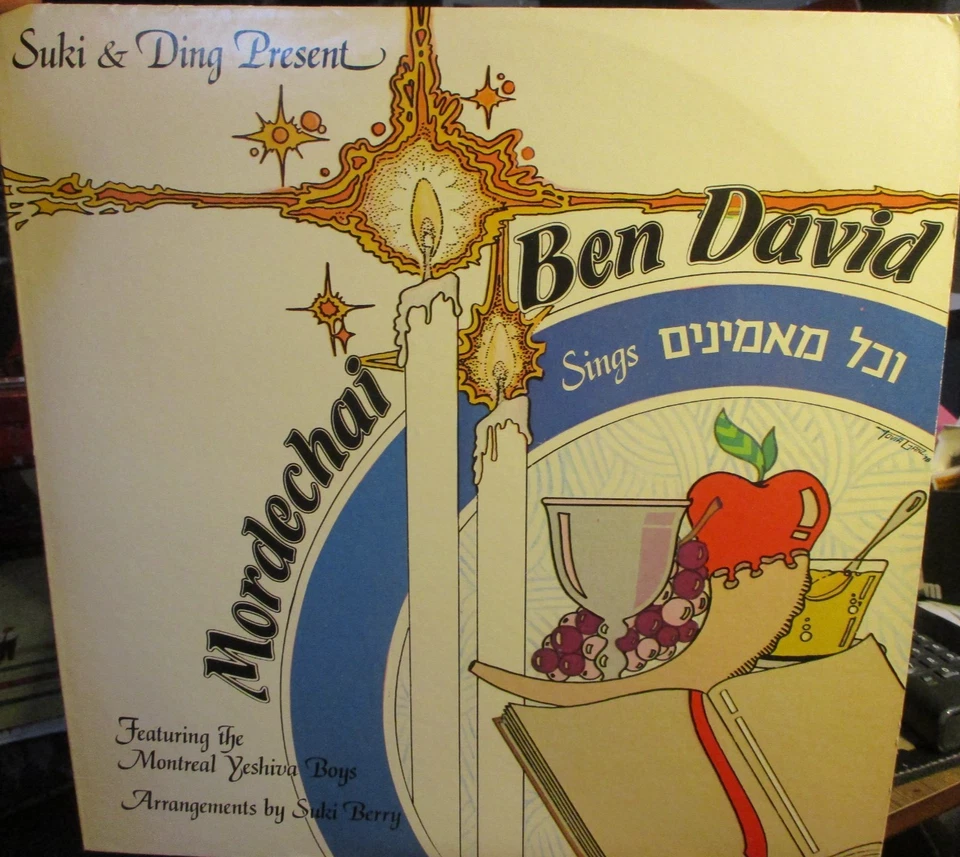 Suki & Ding Present
Mordechai
Ben David
Sings וכל מאמינים
Featuring the
Montreal Yeshiva Boys
Arrangements by Suki Berry